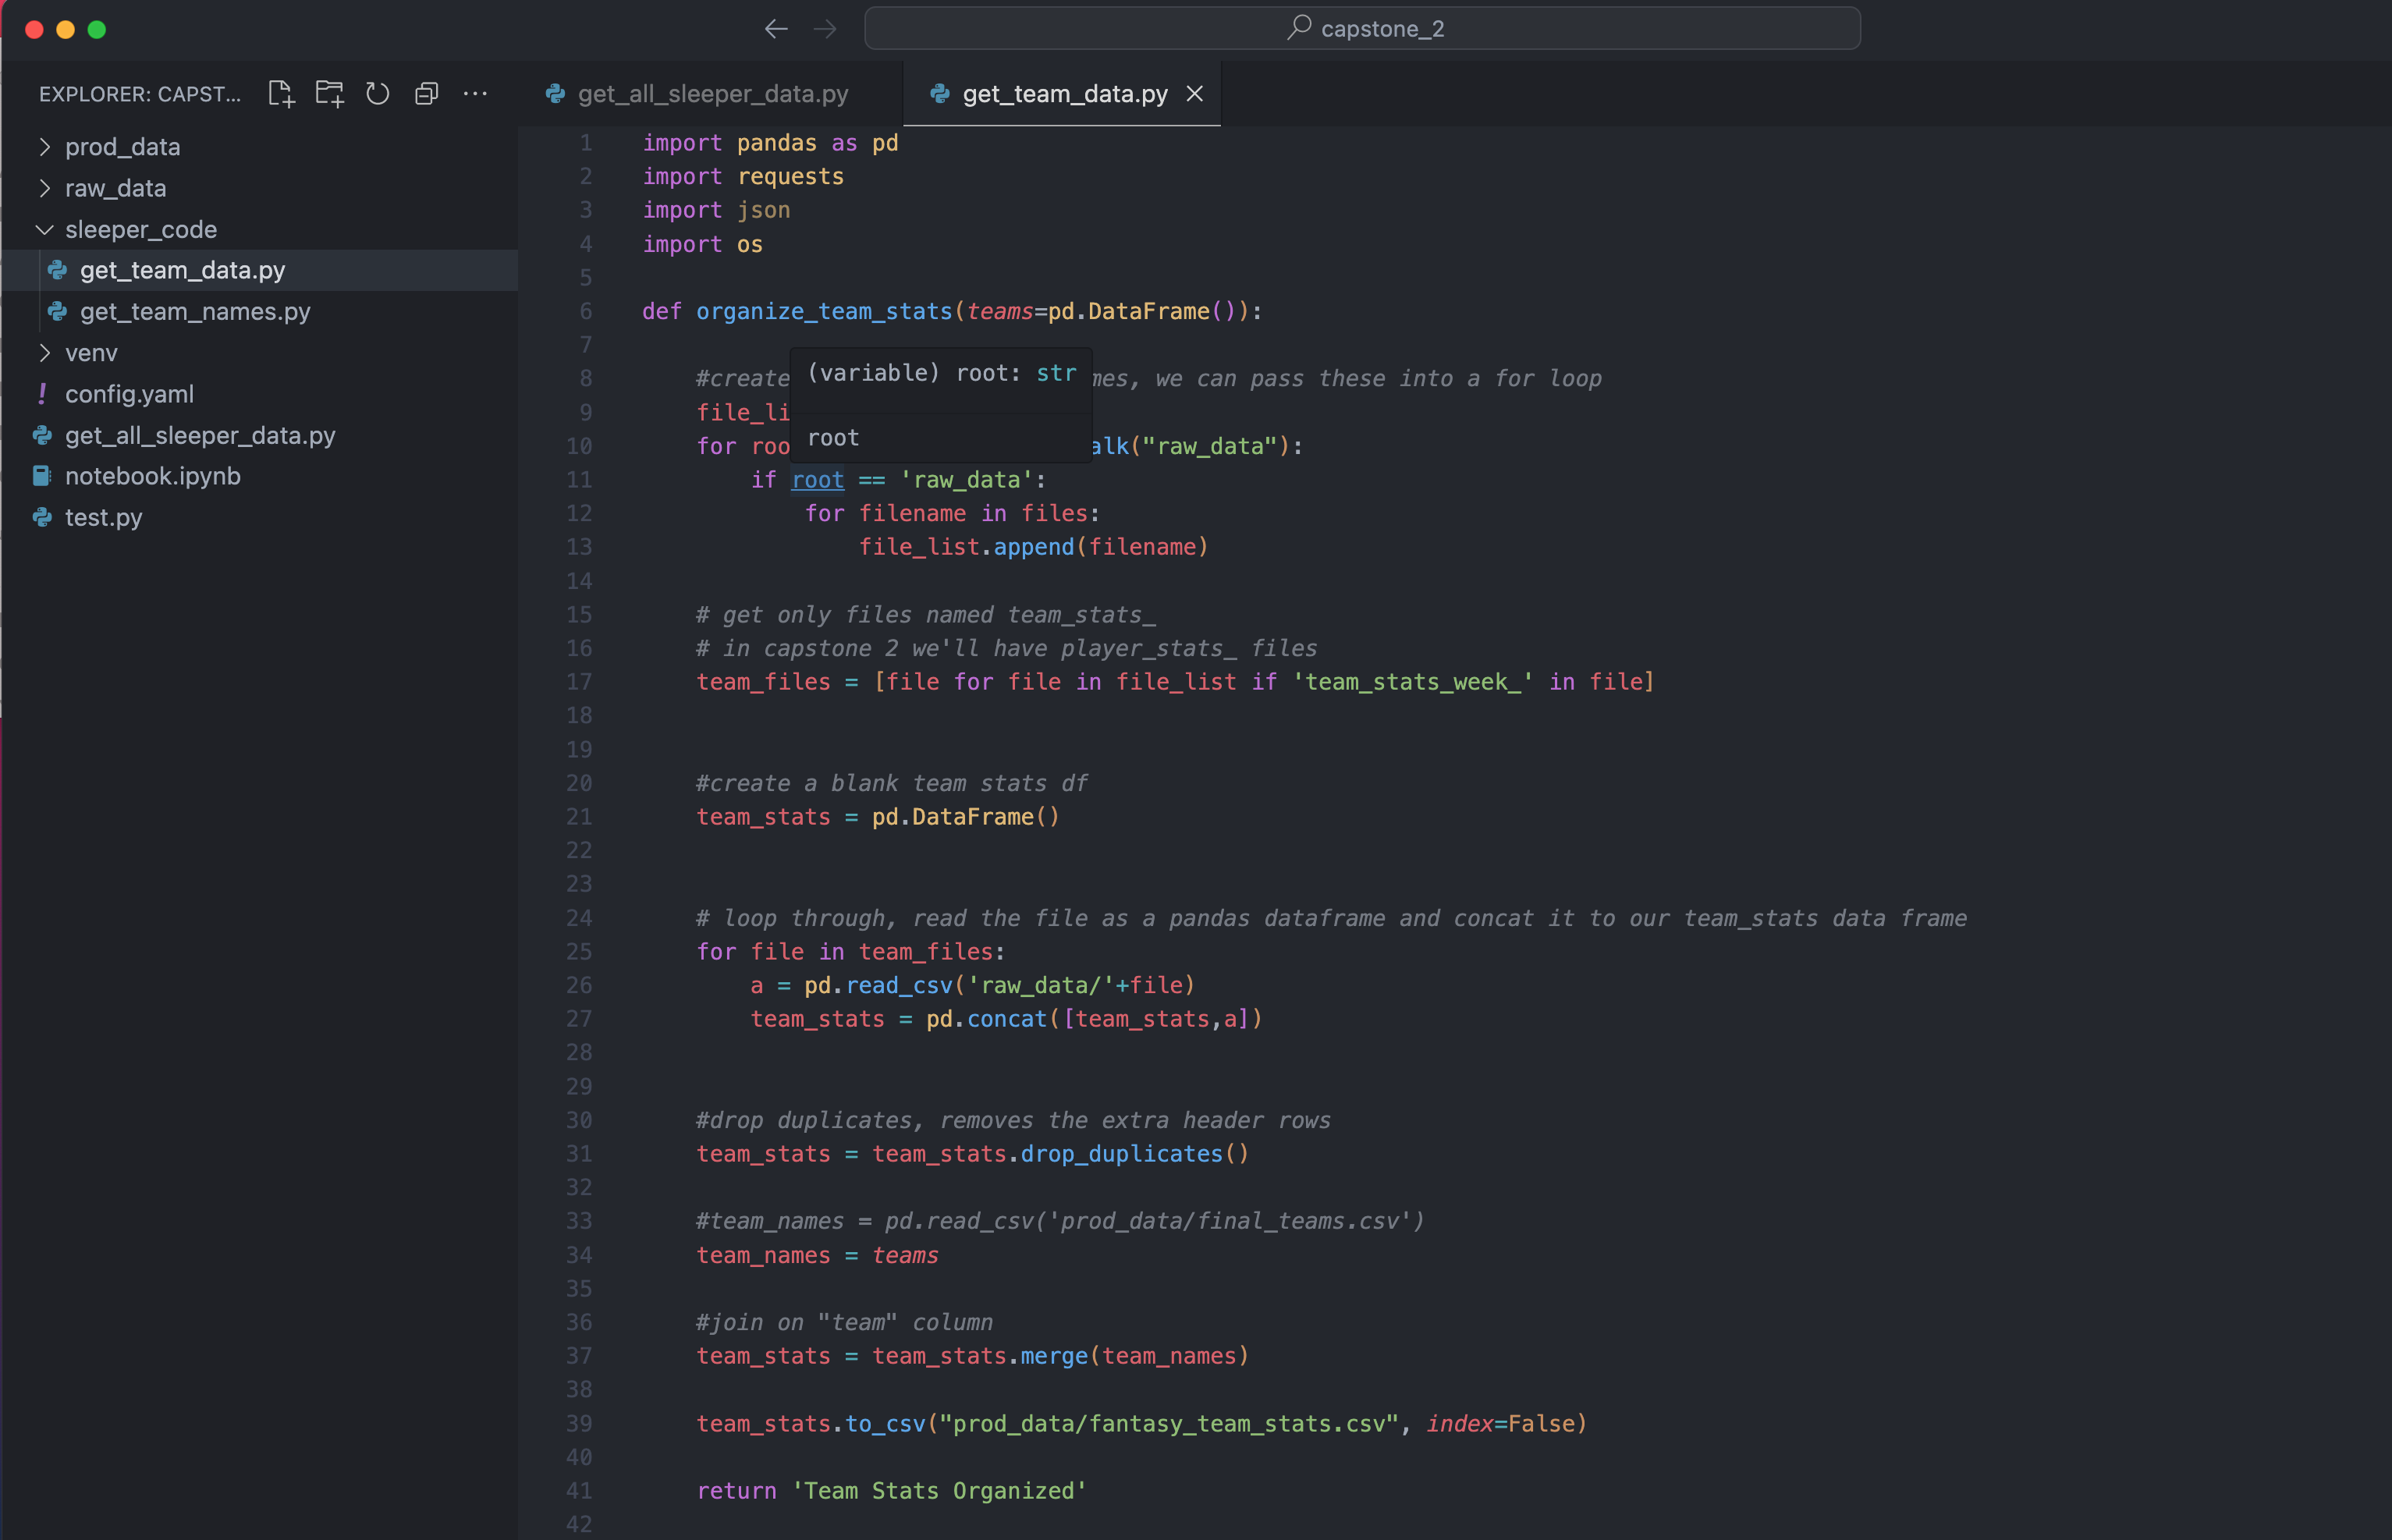 capstone_2
EXPLORER: CAPST...
get_all_sleeper_data.py
get_team_data.py
prod_data
raw_data
sleeper_code
get_team_data.py
get_team_names.py
venv
! config.yaml
get_all_sleeper_data.py
notebook.ipynb
test.py
1 import pandas as pd
2 import requests
3 import json
4 import os
5
6 def organize_team_stats(teams=pd.DataFrame()):
7
(variable) root: str
root
8 #create mes, we can pass these into a for loop
9 file_li
10 for roo alk("raw_data"):
11 if root == 'raw_data':
12 for filename in files:
13 file_list.append(filename)
14
15 # get only files named team_stats_
16 # in capstone 2 we'll have player_stats_ files
17 team_files = [file for file in file_list if 'team_stats_week_' in file]
18
19
20 #create a blank team stats df
21 team_stats = pd.DataFrame()
22
23
24 # loop through, read the file as a pandas dataframe and concat it to our team_stats data frame
25 for file in team_files:
26 a = pd.read_csv('raw_data/'+file)
27 team_stats = pd.concat([team_stats,a])
28
29
30 #drop duplicates, removes the extra header rows
31 team_stats = team_stats.drop_duplicates()
32
33 #team_names = pd.read_csv('prod_data/final_teams.csv')
34 team_names = teams
35
36 #join on "team" column
37 team_stats = team_stats.merge(team_names)
38
39 team_stats.to_csv("prod_data/fantasy_team_stats.csv", index=False)
40
41 return 'Team Stats Organized'
42